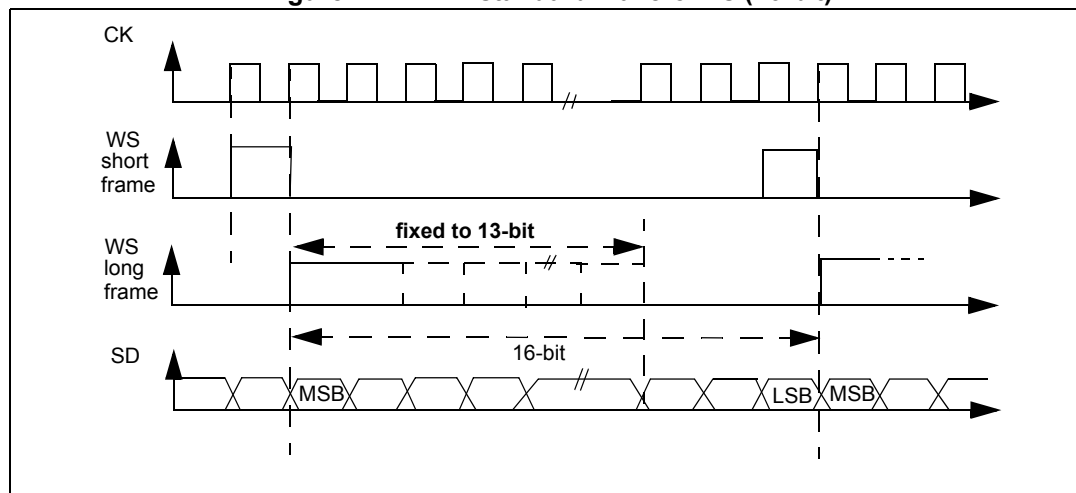 CK
WS
short
frame
WS
long
frame
fixed to 13-bit
16-bit
SD
MSB
LSB
MSB